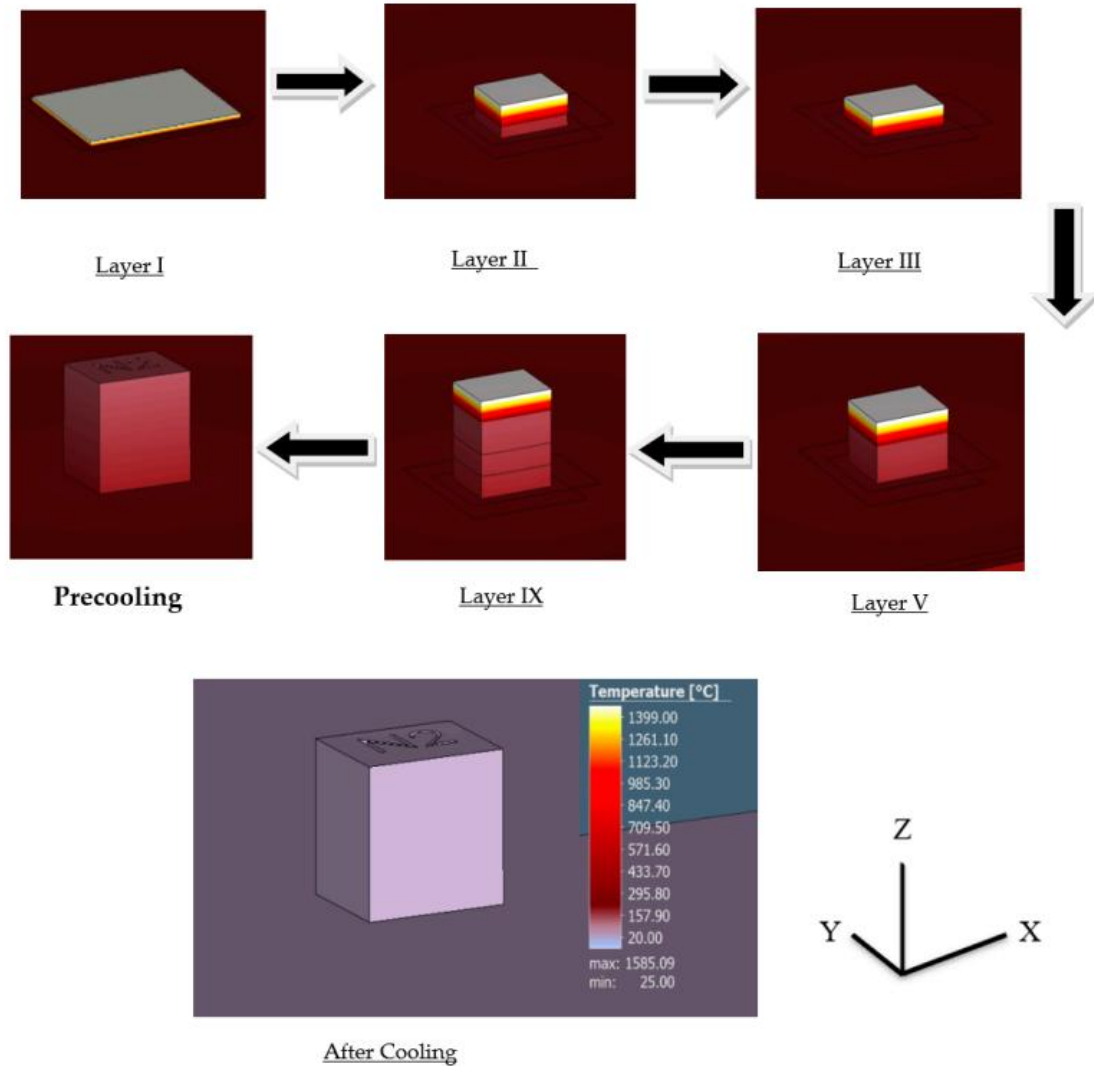 Layer I
Layer II
Layer III
N2
Precooling
Layer IX
Layer V
N2
Temperature [°C]
1399.00
1261.10
1123.20
985.30
847.40
709.50
571.60
433.70
295.80
157.90
20.00
max: 1585.09
min: 25.00
Z
Y
X
After Cooling